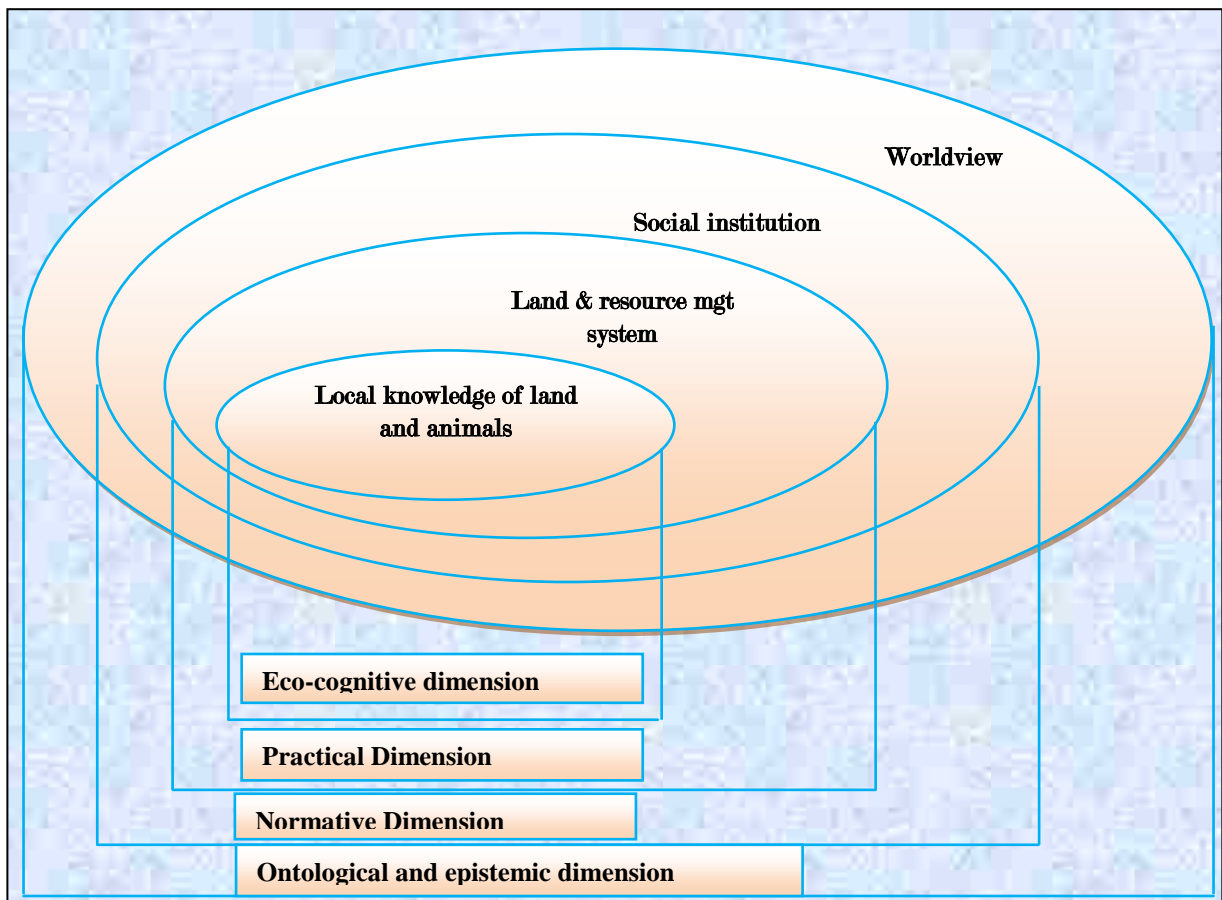 Worldview
Social institution
Land & resource mgt
system
Local knowledge of land
and animals
Eco-cognitive dimension
Practical Dimension
Normative Dimension
Ontological and epistemic dimension